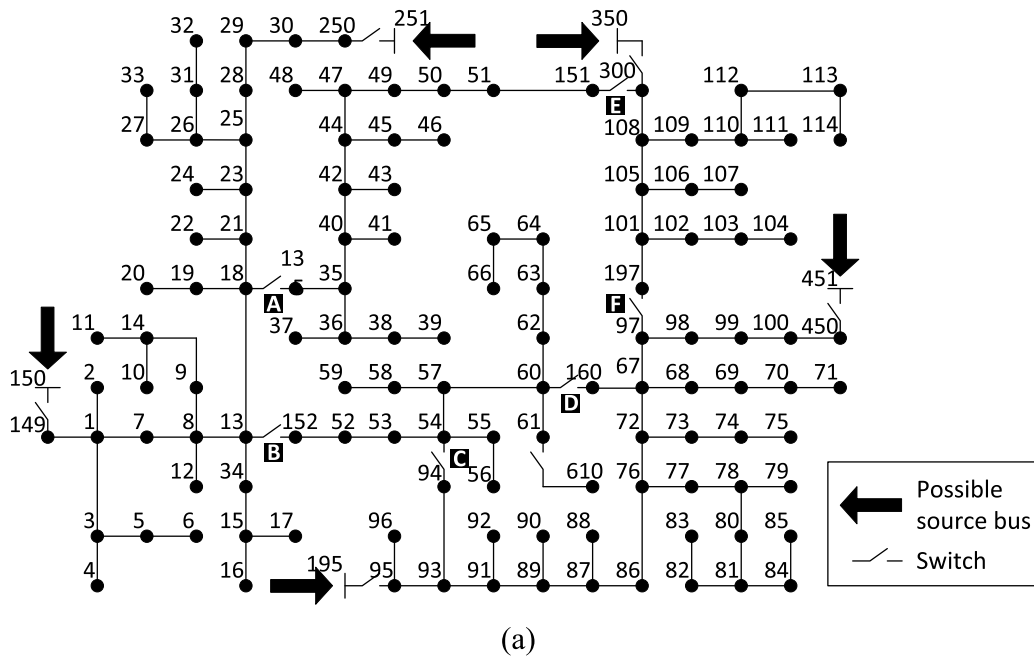 32 29 30 250 251 350
33 31 28 48 47 49 50 51 151 300 112 113
E
27 26 25 44 45 46 108 109 110 111 114
24 23 42 43 105 106 107
22 21 40 41 65 64 101 102 103 104
20 19 18 13 5 35 66 63 197 451
A F
11 14 37 36 38 39 62 97 98 99 100 450
150 2 10 9 59 58 57 60 160 67 68 69 70 71
D
149 1 7 8 13 152 52 53 54 55 61 72 73 74 75
B C
12 34 94 56 610 76 77 78 79
Possible
source bus
Switch
3 5 6 15 17 96 92 90 88 83 80 85
4 16 195 95 93 91 89 87 86 82 81 84
(a)